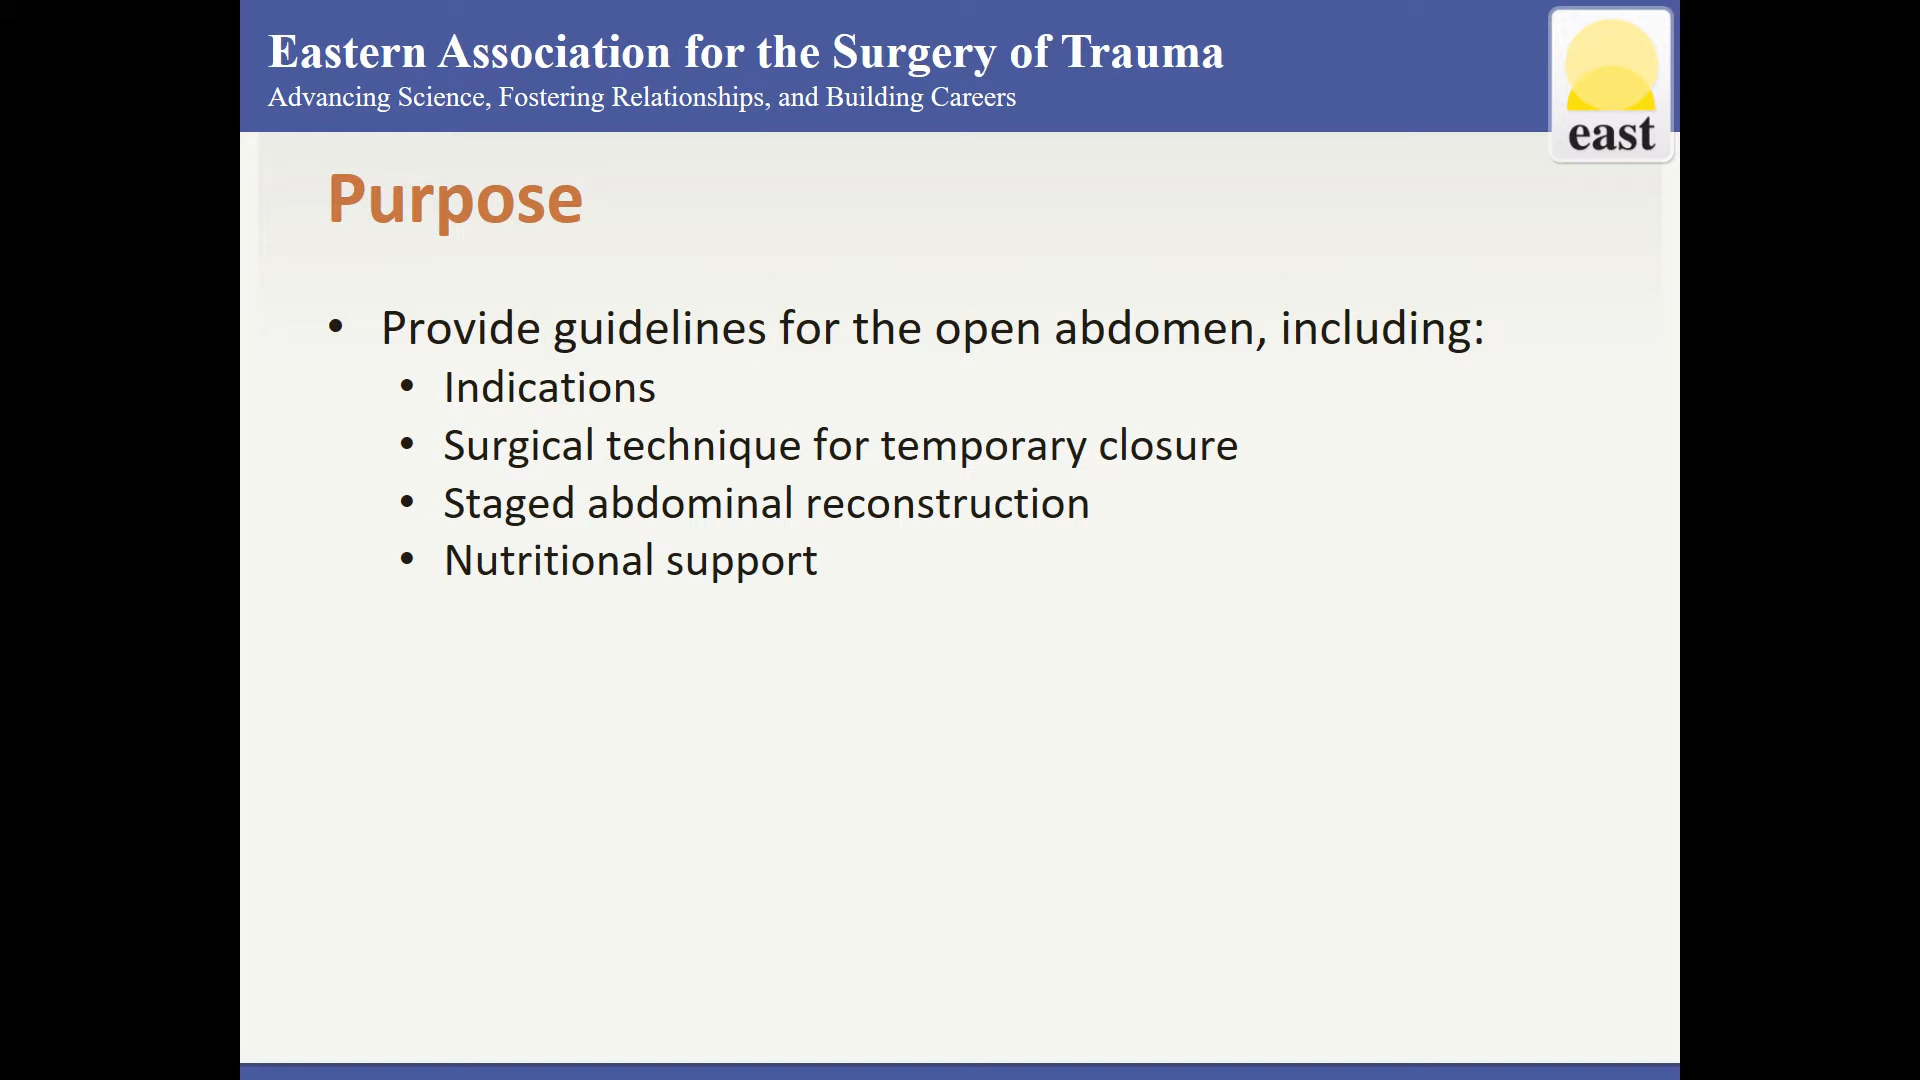 Eastern Association for the Surgery of Trauma
Advancing Science, Fostering Relationships, and Building Careers
east
Purpose
• Provide guidelines for the open abdomen, including:
• Indications
• Surgical technique for temporary closure
• Staged abdominal reconstruction
• Nutritional support